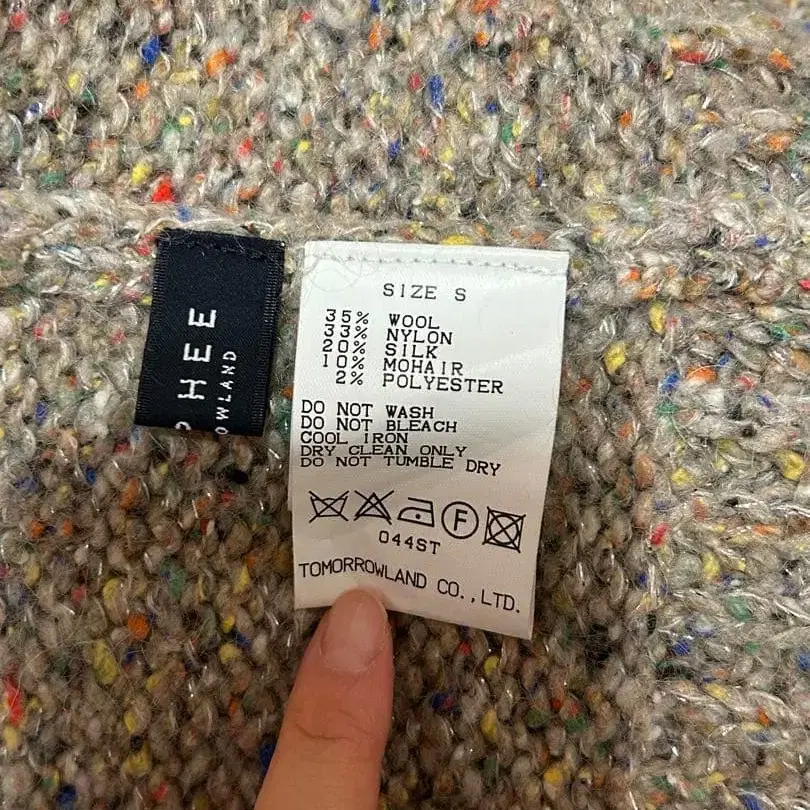 HEE
OWLAND
SIZE S
35% WOOL
33% NYLON
20% SILK
10% MOHAIR
2% POLYESTER
DO NOT WASH
DO NOT BLEACH
COOL IRON
DRY CLEAN ONLY
DO NOT TUMBLE DRY
F
044ST
TOMORROWLAND CO.,LTD.